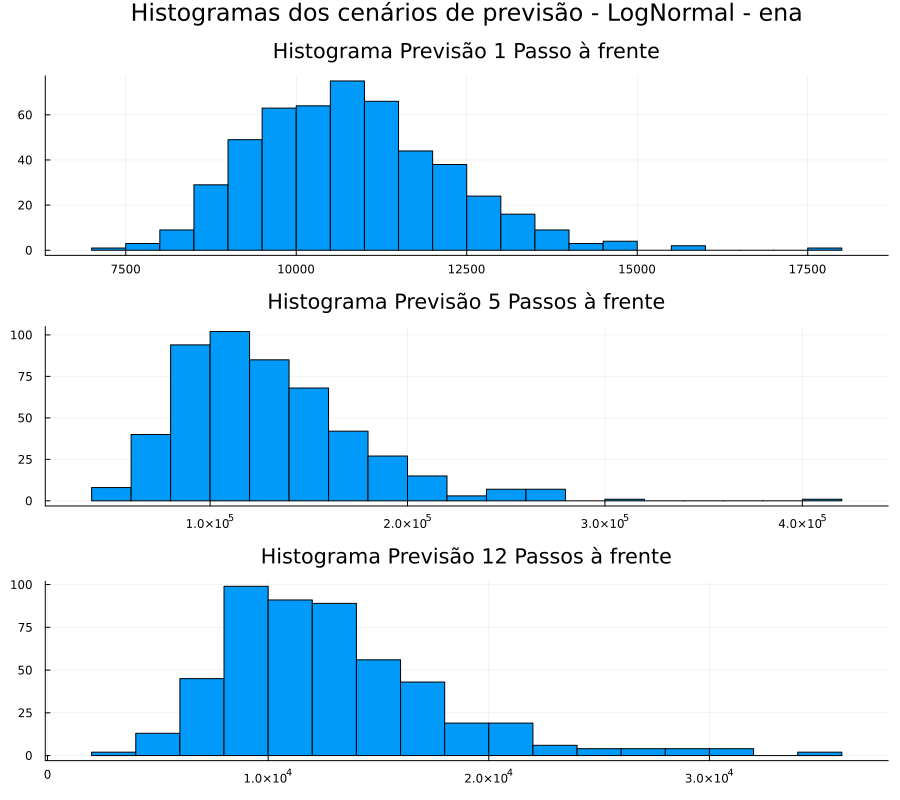 Histogramas dos cenários de previsão - LogNormal - ena
Histograma Previsão 1 Passo à frente
60
40
20
0
7500 10000 12500 15000 17500
Histograma Previsão 5 Passos à frente
100
75
50
25
0
1.0×10⁵ 2.0×10⁵ 3.0×10⁵ 4.0×10⁵
Histograma Previsão 12 Passos à frente
100
75
50
25
0
0 1.0×10⁴ 2.0×10⁴ 3.0×10⁴